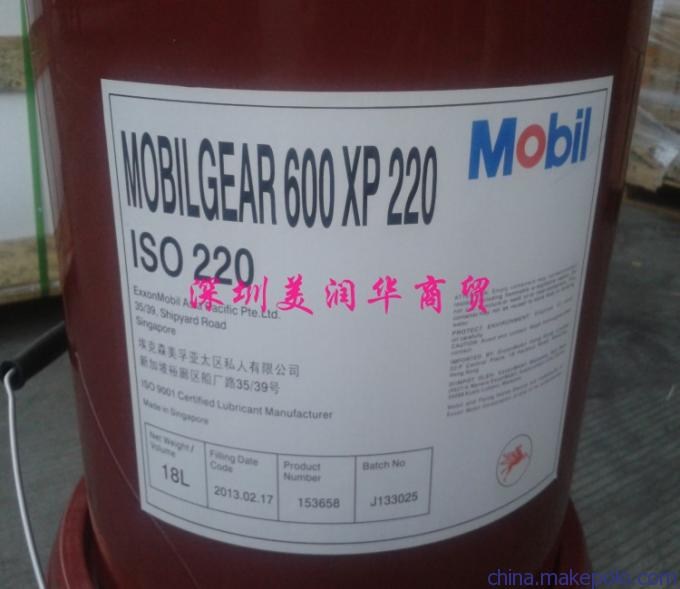 MOBILGEAR 600 XP 220
Mobil
ISO 220
深圳美润华商贸
ExxonMobil Asia Pacific Pte.Ltd.
35/39, Shipyard Road
Singapore
埃克森美孚亚太区私人有限公司
新加坡裕廊区船厂路35/39号
ISO 9001 Certified Lubricant Manufacturer
Made in Singapore
Net Weight / Volume
18L
Filling Date Code
2013.02.17
Product Number
153658
Batch No
J133025
PROTECT ENVIRONMENT:
china.makepolo.com